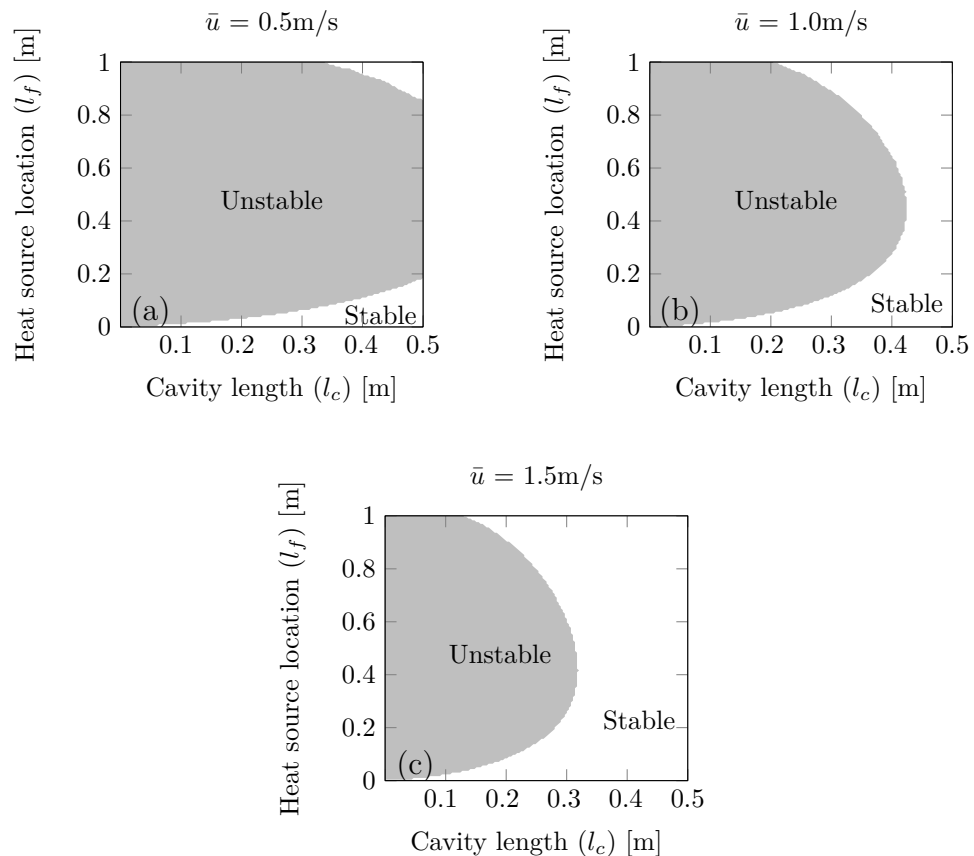 ū = 0.5m/s
Heat source location (l_f) [m]
1
0.8
0.6
0.4
0.2
0
Unstable
(a)
Stable
0.1 0.2 0.3 0.4 0.5
Cavity length (l_c) [m]
ū = 1.0m/s
Heat source location (l_f) [m]
1
0.8
0.6
0.4
0.2
0
Unstable
(b)
Stable
0.1 0.2 0.3 0.4 0.5
Cavity length (l_c) [m]
ū = 1.5m/s
Heat source location (l_f) [m]
1
0.8
0.6
0.4
0.2
0
Unstable
Stable
(c)
0.1 0.2 0.3 0.4 0.5
Cavity length (l_c) [m]